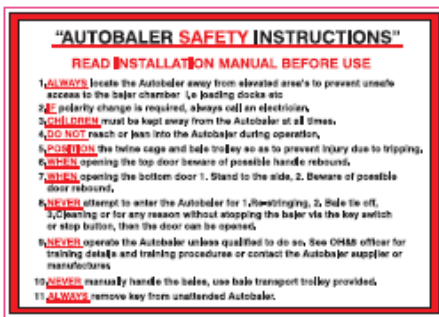 "AUTOBALER SAFETY INSTRUCTIONS"
READ INSTALLATION MANUAL BEFORE USE
1,ALWAYS locate the Autobaler away from elevated area's to prevent unsafe
access to the baler chamber i,e loading docks etc
2,IF polarity change is required, always call an electrician,
3,CHILDREN must be kept away from the Autobaler at all times.
4,DO NOT reach or lean into the Autobaler during operation,
5,POSITION the twine cage and bale trolley so as to prevent injury due to tripping,
6,WHEN opening the top door beware of possible handle rebound.
7,WHEN opening the bottom door 1. Stand to the side, 2. Beware of possible
door rebound,
8,NEVER attempt to enter the Autobaler for 1.Re-stringing, 2. Bale tie off,
3,Cleaning or for any reason without stopping the baler via the key switch
or stop button, then the door can be opened,
9,NEVER operate the Autobaler unless qualified to do so, See OH&S officer for
training details and training procedures or contact the Autobaler supplier or
manufacturer,
10,NEVER manually handle the bales, use bale transport trolley provided,
11,ALWAYS remove key from unattended Autobaler.